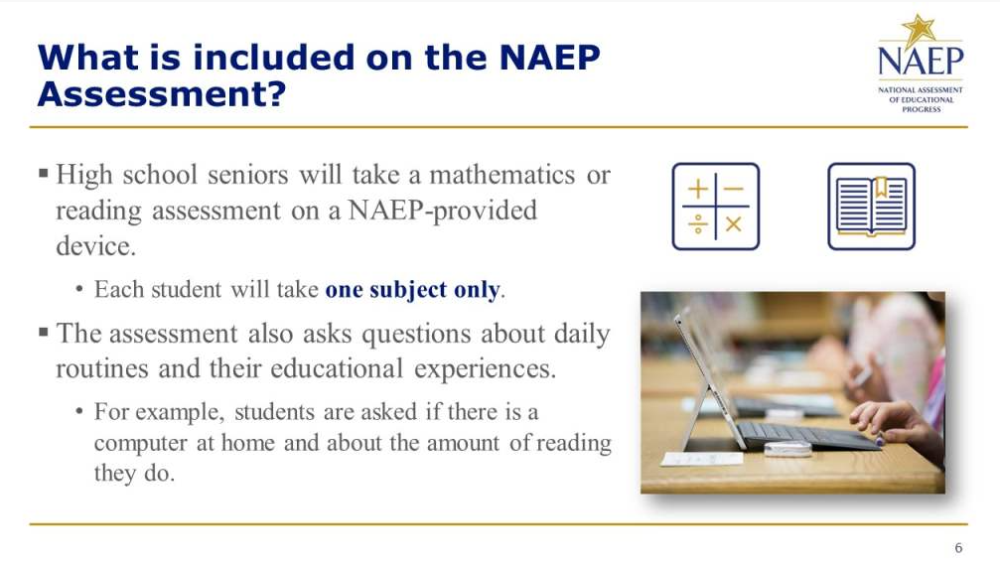 What is included on the NAEP
Assessment?
NAEP
NATIONAL ASSESSMENT
OF EDUCATIONAL
PROGRESS
▪ High school seniors will take a mathematics or
reading assessment on a NAEP-provided
device.
• Each student will take one subject only.
▪ The assessment also asks questions about daily
routines and their educational experiences.
• For example, students are asked if there is a
computer at home and about the amount of reading
they do.
6